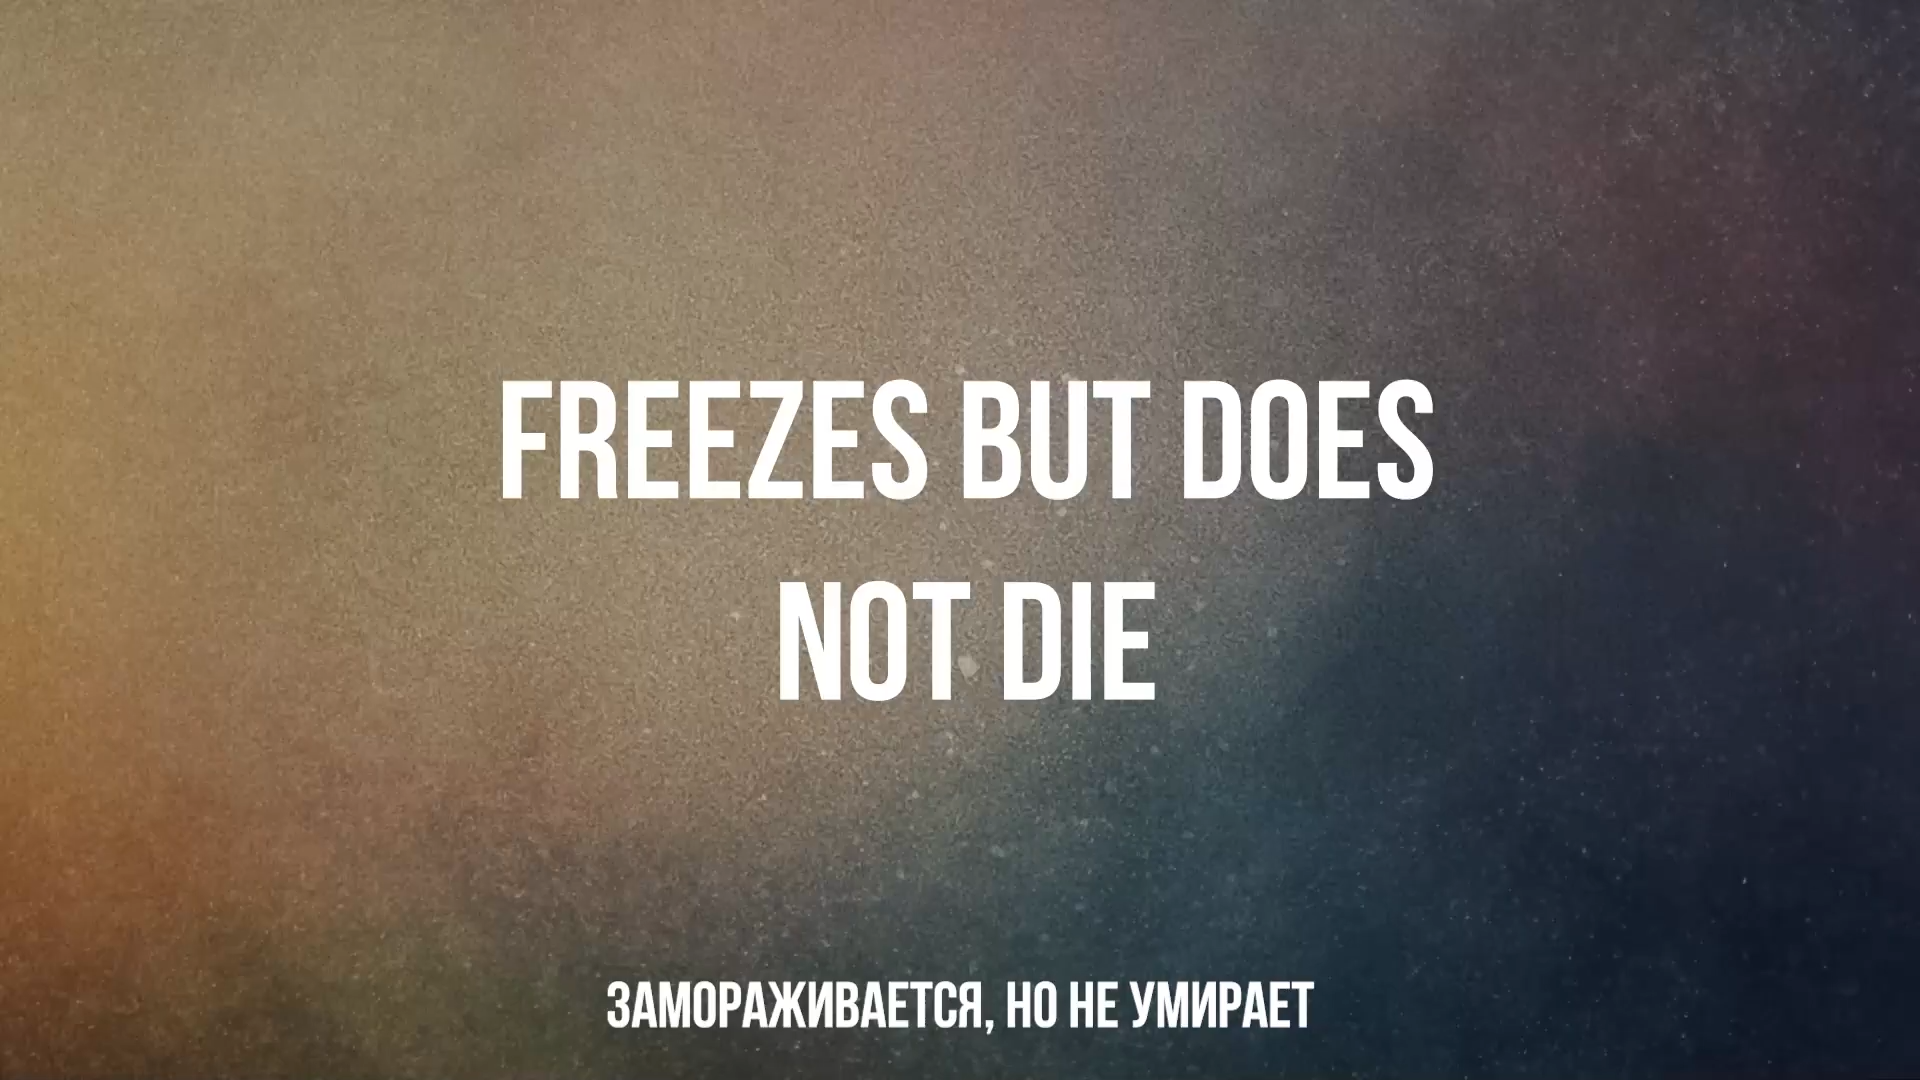 FREEZES BUT DOES
NOT DIE
ЗАМОРАЖИВАЕТСЯ, НО НЕ УМИРАЕТ